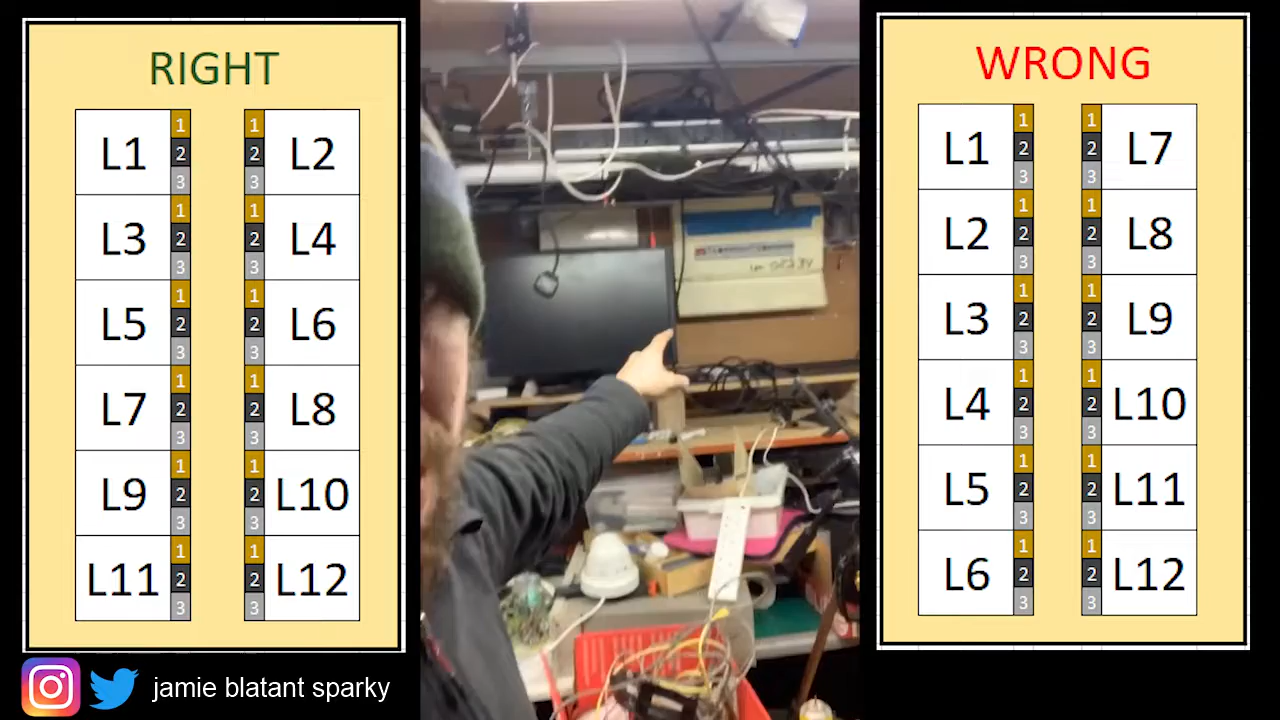 RIGHT
L1 1 2 3 1 2 3 L2
L3 1 2 3 1 2 3 L4
L5 1 2 3 1 2 3 L6
L7 1 2 3 1 2 3 L8
L9 1 2 3 1 2 3 L10
L11 1 2 3 1 2 3 L12
jamie blatant sparky
WRONG
L1 1 2 3 1 2 3 L7
L2 1 2 3 1 2 3 L8
L3 1 2 3 1 2 3 L9
L4 1 2 3 1 2 3 L10
L5 1 2 3 1 2 3 L11
L6 1 2 3 1 2 3 L12